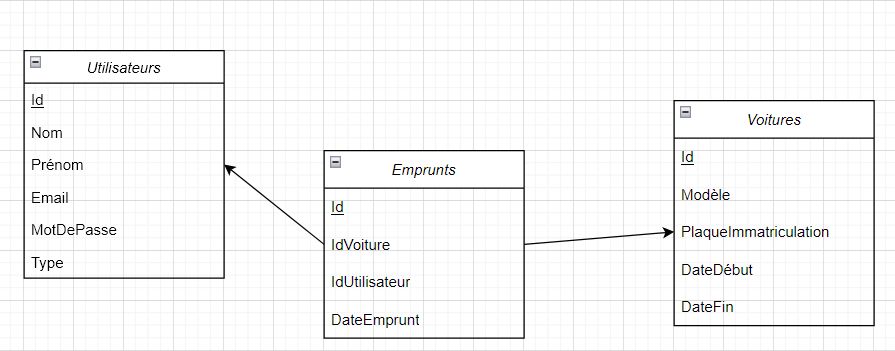 Utilisateurs
Id
Nom
Prénom
Email
MotDePasse
Type
Emprunts
Id
IdVoiture
IdUtilisateur
DateEmprunt
Voitures
Id
Modèle
PlaqueImmatriculation
DateDébut
DateFin